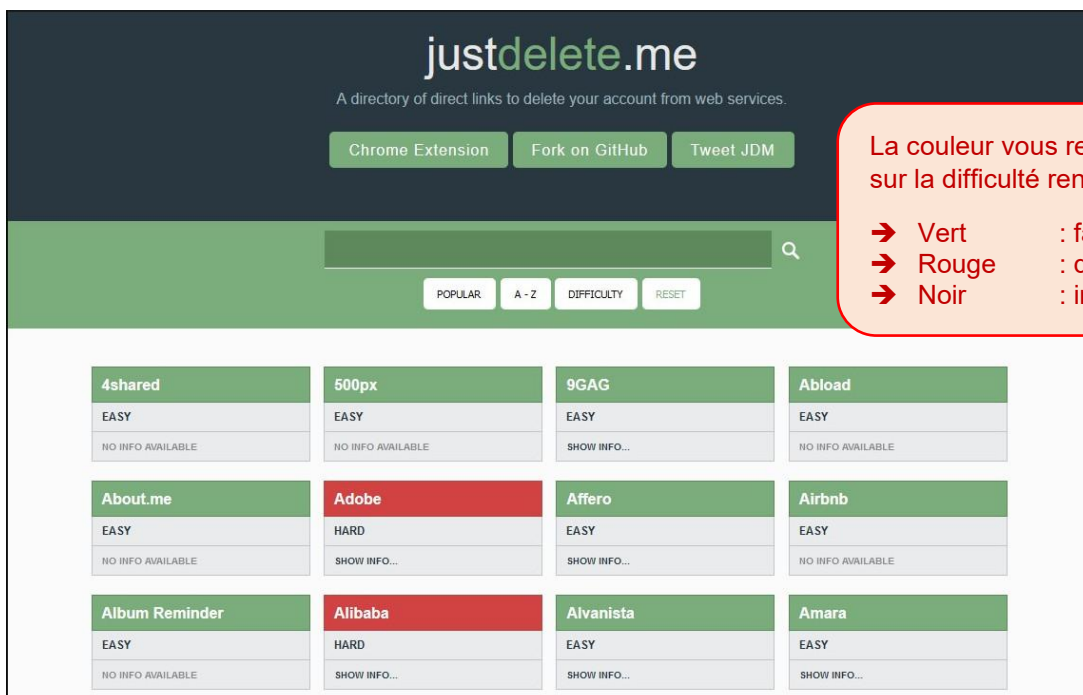 justdelete.me
A directory of direct links to delete your account from web services.
Chrome Extension Fork on GitHub Tweet JDM
La couleur vous
sur la difficulté
➔ Vert :
➔ Rouge :
➔ Noir :
POPULAR A - Z DIFFICULTY RESET
4shared 500px 9GAG Abload
EASY EASY EASY EASY
NO INFO AVAILABLE NO INFO AVAILABLE SHOW INFO... NO INFO AVAILABLE
About.me Adobe Affero Airbnb
EASY HARD EASY EASY
NO INFO AVAILABLE SHOW INFO... SHOW INFO... NO INFO AVAILABLE
Album Reminder Alibaba Alvanista Amara
EASY HARD EASY EASY
NO INFO AVAILABLE SHOW INFO... SHOW INFO... SHOW INFO...